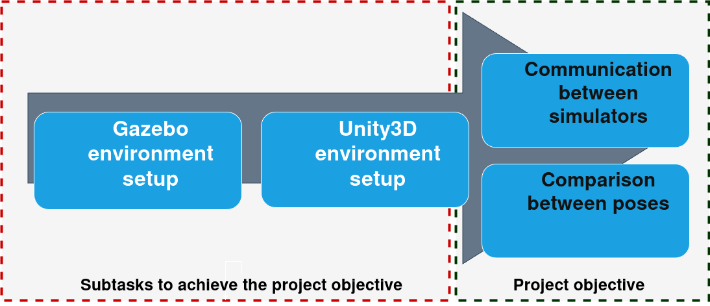 Gazebo
environment
setup
Unity3D
environment
setup
Communication
between
simulators
Comparison
between poses
Subtasks to achieve the project objective
Project objective